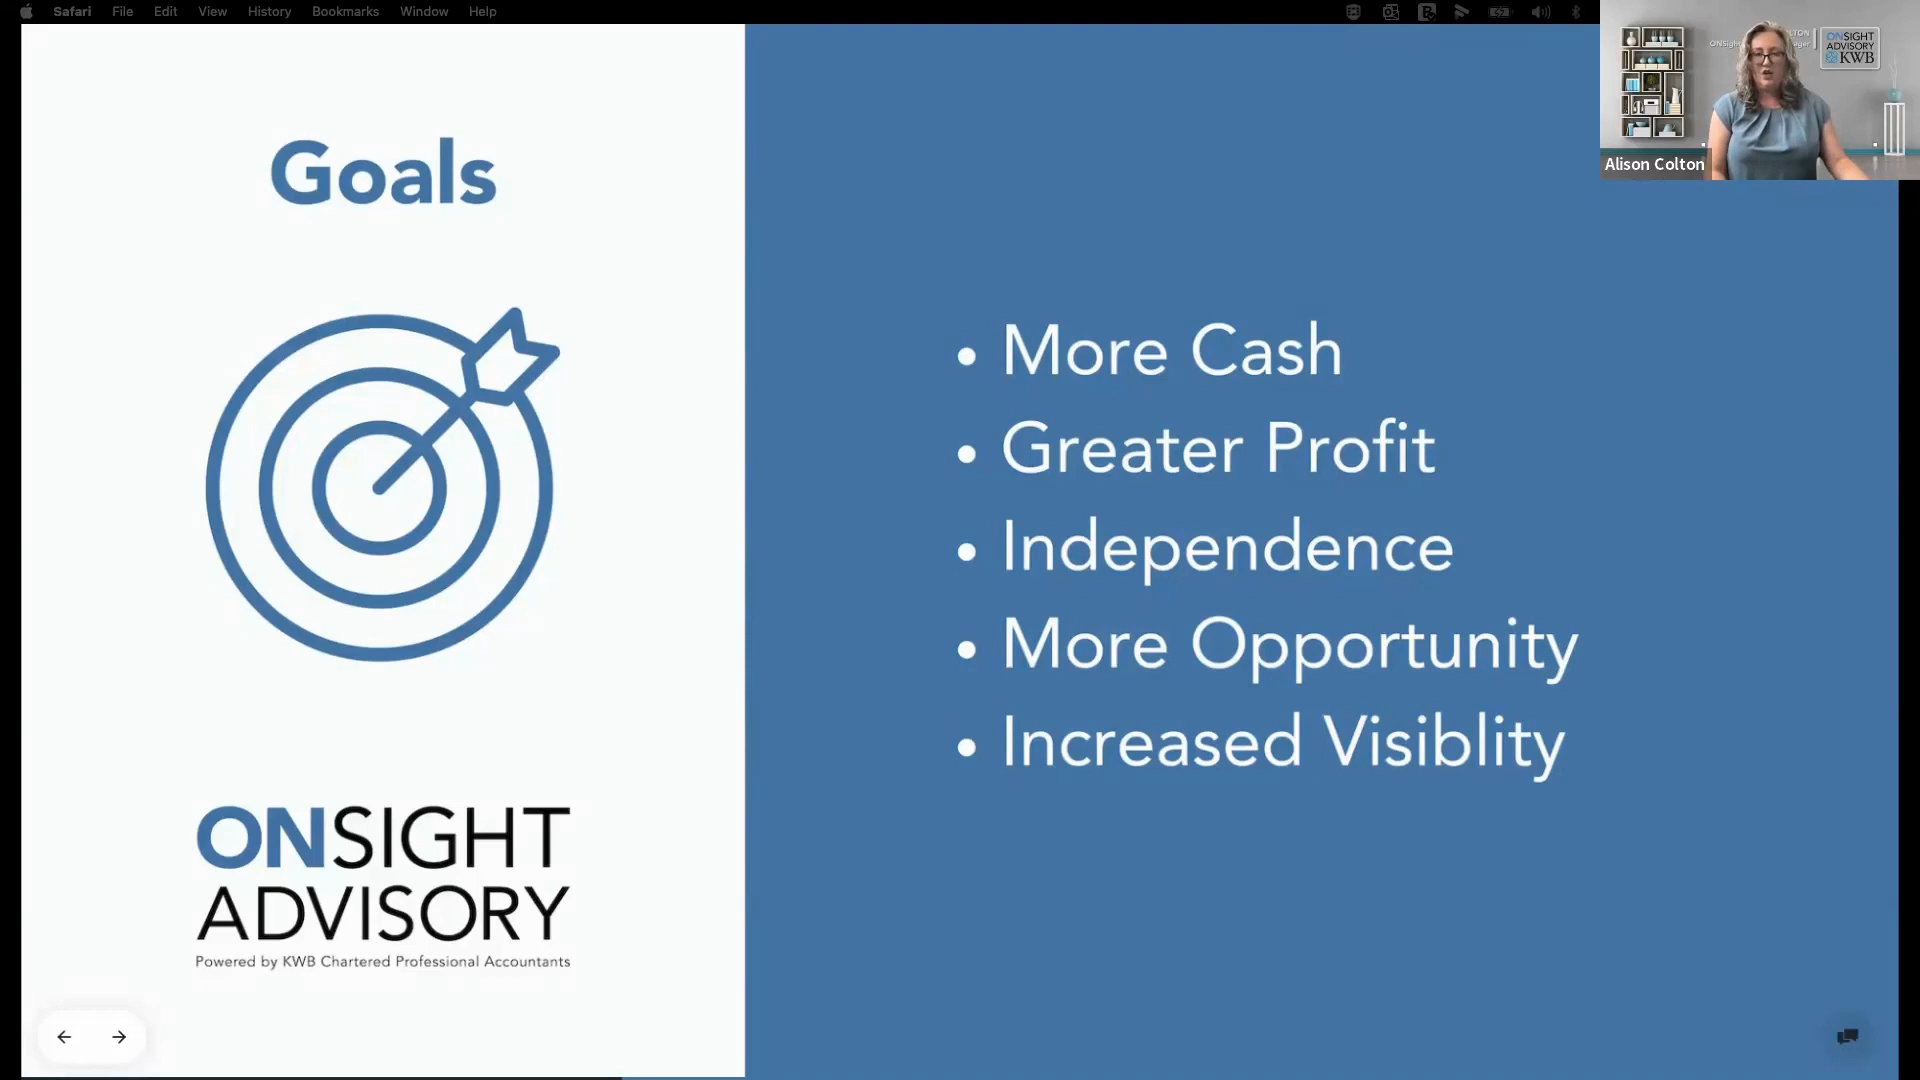 Safari File Edit View History Bookmarks Window Help
ONSIGHT
ADVISORY
KWB
Alison Colton
Goals
• More Cash
• Greater Profit
• Independence
• More Opportunity
• Increased Visiblity
ONSIGHT
ADVISORY
Powered by KWB Chartered Professional Accountants